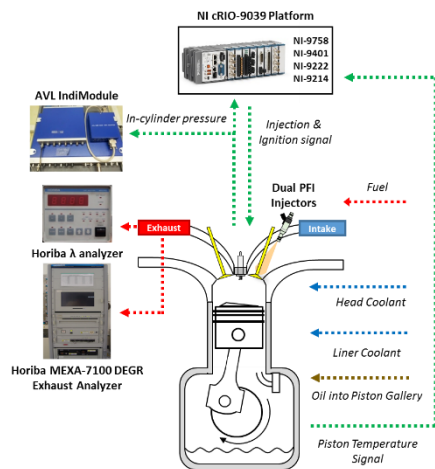 NI cRIO-9039 Platform
NI-9758
NI-9401
NI-9222
NI-9214
AVL IndiModule
In-cylinder pressure
Injection &
Ignition signal
Dual PFI
Injectors
Fuel
Exhaust
Intake
Horiba λ analyzer
Head Coolant
Liner Coolant
Horiba MEXA-7100 DEGR
Exhaust Analyzer
Oil into Piston Gallery
Piston Temperature
Signal